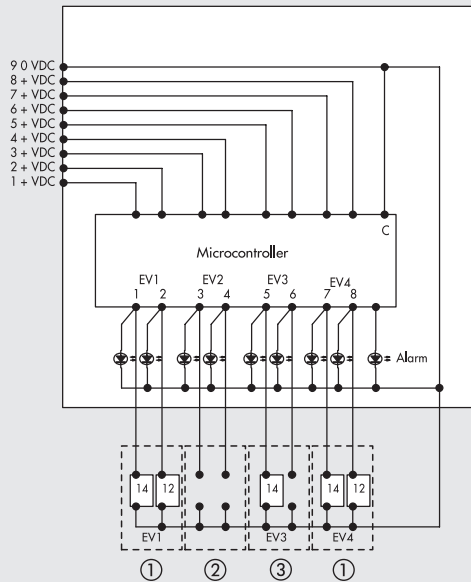 9 0 VDC
8 + VDC
7 + VDC
6 + VDC
5 + VDC
4 + VDC
3 + VDC
2 + VDC
1 + VDC
C
Microcontroller
EV1 EV2 EV3 EV4
1 2 3 4 5 6 7 8
Alarm
14 12 14 14 12
EV1 EV3 EV4
① ② ③ ①